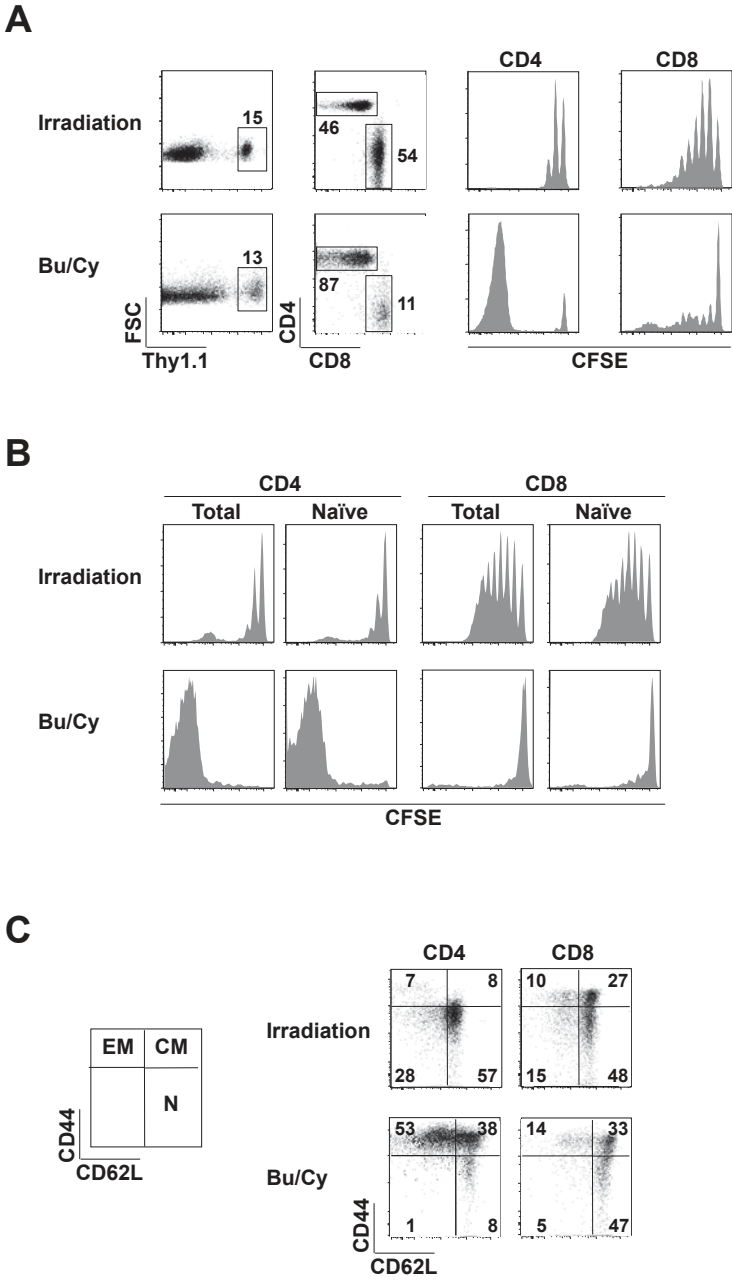 A
CD4 CD8
Irradiation
15
46
54
Bu/Cy
13
87
11
FSC
Thy1.1
CD4
CD8
CFSE
B
CD4 CD8
Total Naïve Total Naïve
Irradiation
Bu/Cy
CFSE
C
CD4 CD8
EM CM
N
CD44
CD62L
Irradiation
7 8 10 27
28 57 15 48
Bu/Cy
53 38 14 33
1 8 5 47
CD44
CD62L